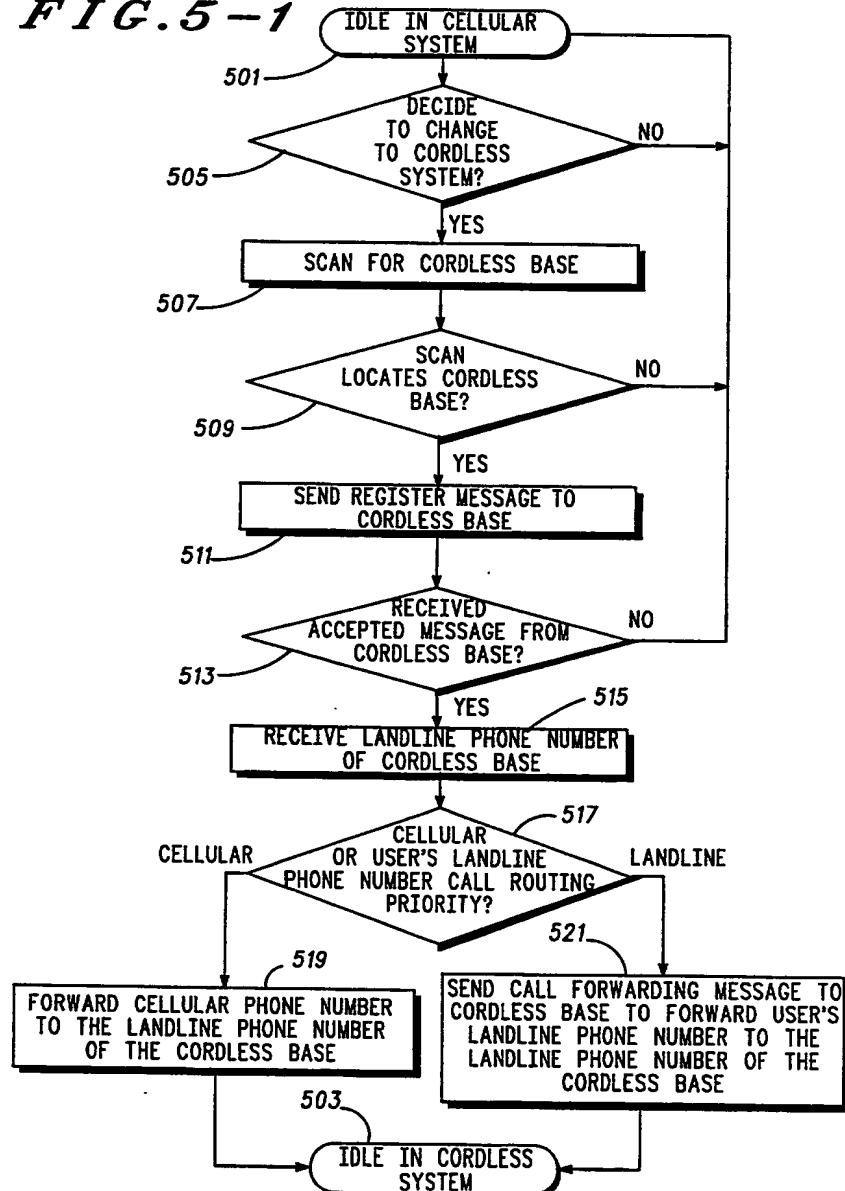 FIG.5-1
IDLE IN CELLULAR
SYSTEM
501
DECIDE
TO CHANGE
TO CORDLESS
SYSTEM?
NO
505
YES
SCAN FOR CORDLESS BASE
507
SCAN
LOCATES CORDLESS
BASE?
NO
509
YES
SEND REGISTER MESSAGE TO
CORDLESS BASE
511
RECEIVED
ACCEPTED MESSAGE FROM
CORDLESS BASE?
NO
513
YES
515
RECEIVE LANDLINE PHONE NUMBER
OF CORDLESS BASE
517
CELLULAR
OR USER'S LANDLINE
PHONE NUMBER CALL ROUTING
PRIORITY?
CELLULAR
LANDLINE
519
FORWARD CELLULAR PHONE NUMBER
TO THE LANDLINE PHONE NUMBER
OF THE CORDLESS BASE
521
SEND CALL FORWARDING MESSAGE TO
CORDLESS BASE TO FORWARD USER'S
LANDLINE PHONE NUMBER TO THE
LANDLINE PHONE NUMBER OF THE
CORDLESS BASE
503
IDLE IN CORDLESS
SYSTEM